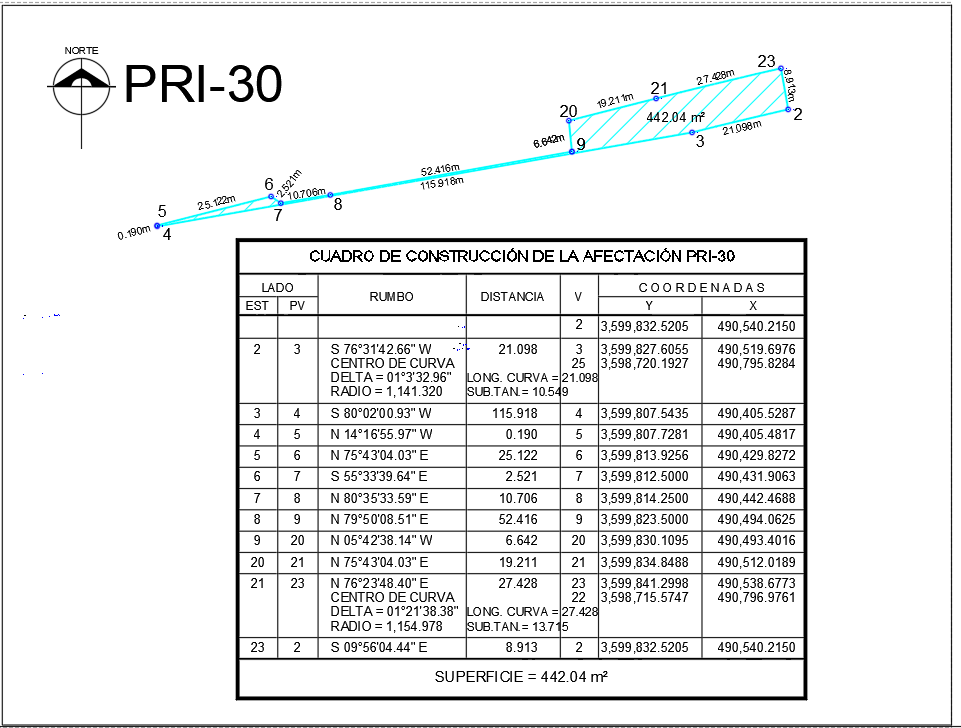 NORTE
PRI-30
23
27.428m
8.913m
21
20
19.211m
442.04 m²
2
21.098m
3
6.642m
9
52.416m
115.918m
6
2.521m
10.706m
25.122m
8
7
5
0.190m
4
CUADRO DE CONSTRUCCIÓN DE LA AFECTACIÓN PRI-30
LADO RUMBO DISTANCIA V COORDENADAS
EST PV Y X
2 3,599,832.5205 490,540.2150
2 3 S 76°31'42.66" W 21.098 3 3,599,827.6055 490,519.6976
CENTRO DE CURVA 25 3,598,720.1927 490,795.8284
DELTA = 01°3'32.96" LONG. CURVA = 21.098
RADIO = 1,141.320 SUB.TAN.= 10.549
3 4 S 80°02'00.93" W 115.918 4 3,599,807.5435 490,405.5287
4 5 N 14°16'55.97" W 0.190 5 3,599,807.7281 490,405.4817
5 6 N 75°43'04.03" E 25.122 6 3,599,813.9256 490,429.8272
6 7 S 55°33'39.64" E 2.521 7 3,599,812.5000 490,431.9063
7 8 N 80°35'33.59" E 10.706 8 3,599,814.2500 490,442.4688
8 9 N 79°50'08.51" E 52.416 9 3,599,823.5000 490,494.0625
9 20 N 05°42'38.14" W 6.642 20 3,599,830.1095 490,493.4016
20 21 N 75°43'04.03" E 19.211 21 3,599,834.8488 490,512.0189
21 23 N 76°23'48.40" E 27.428 23 3,599,841.2998 490,538.6773
CENTRO DE CURVA 22 3,598,715.5747 490,796.9761
DELTA = 01°21'38.38" LONG. CURVA = 27.428
RADIO = 1,154.978 SUB.TAN.= 13.715
23 2 S 09°56'04.44" E 8.913 2 3,599,832.5205 490,540.2150
SUPERFICIE = 442.04 m²